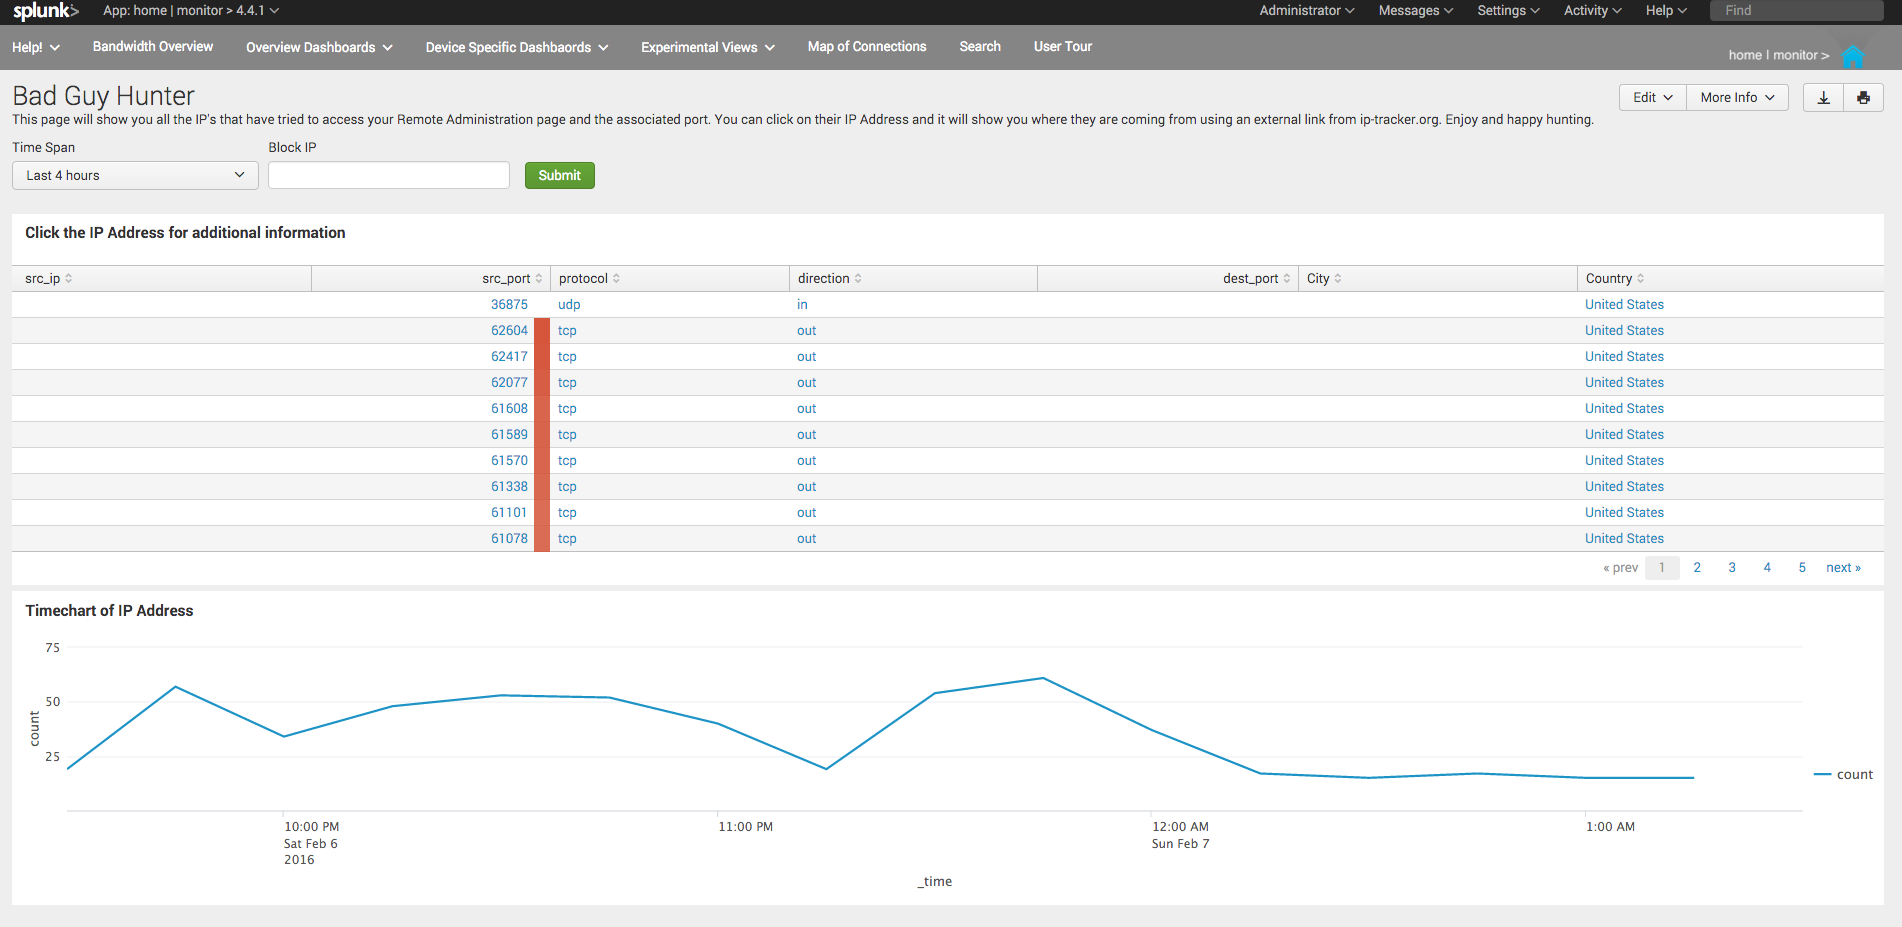 splunk> App: home | monitor > 4.4.1 Administrator Messages Settings Activity Help Find
Help! Bandwidth Overview Overview Dashboards Device Specific Dashbaords Experimental Views Map of Connections Search User Tour home | monitor >
Bad Guy Hunter Edit More Info
This page will show you all the IP's that have tried to access your Remote Administration page and the associated port. You can click on their IP Address and it will show you where they are coming from using an external link from ip-tracker.org. Enjoy and happy hunting.
Time Span Block IP
Last 4 hours Submit
Click the IP Address for additional information
src_ip src_port protocol direction dest_port City Country
36875 udp in United States
62604 tcp out United States
62417 tcp out United States
62077 tcp out United States
61608 tcp out United States
61589 tcp out United States
61570 tcp out United States
61338 tcp out United States
61101 tcp out United States
61078 tcp out United States
« prev 1 2 3 4 5 next »
Timechart of IP Address
75
50
25
count
count
10:00 PM 11:00 PM 12:00 AM 1:00 AM
Sat Feb 6 Sun Feb 7
2016
_time